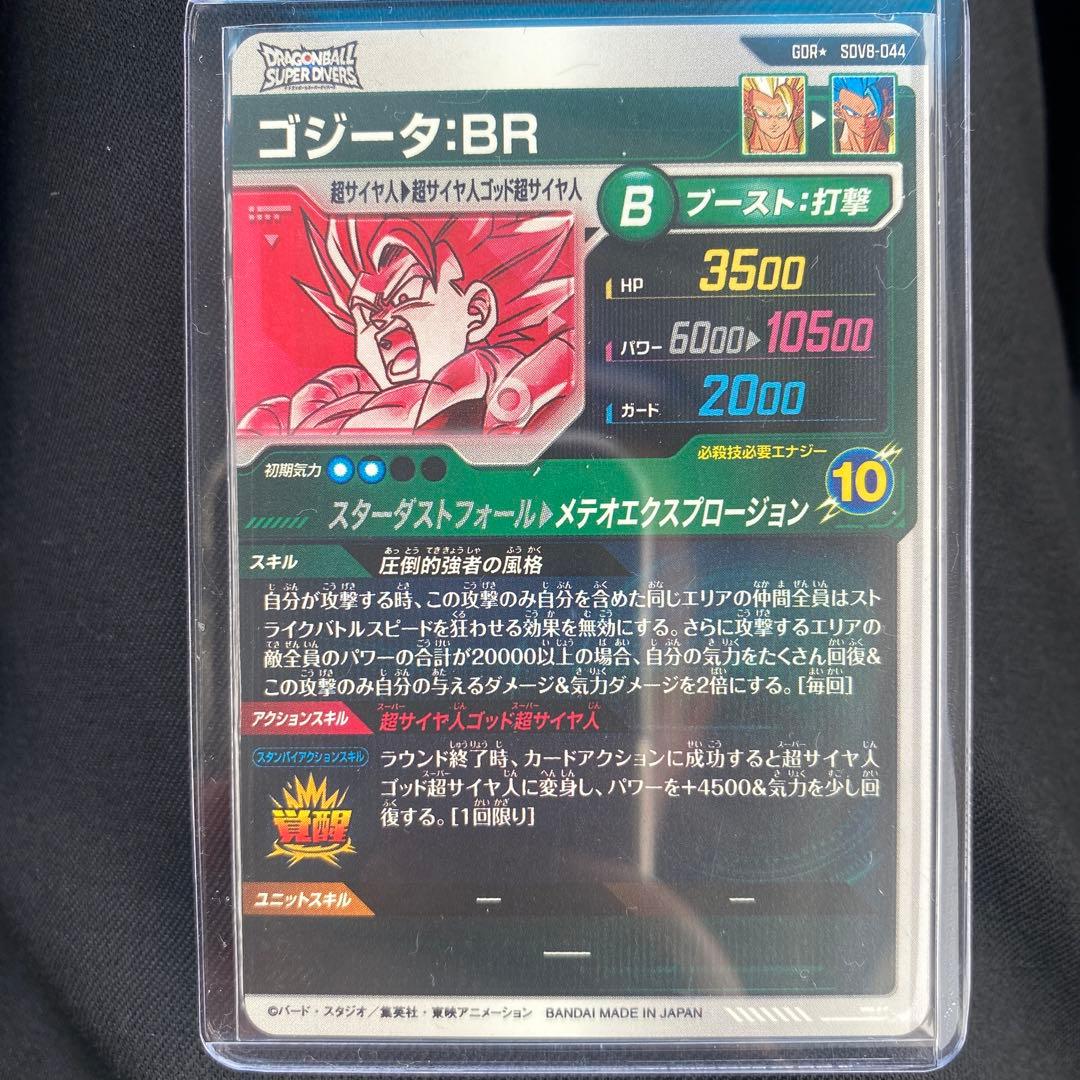 DRAGONBALL
SUPER DIVERS
ドラゴンボールスーパーダイバーズ
GDR★ SDV8-044
ゴジータ:BR
超サイヤ人▶超サイヤ人ゴッド超サイヤ人
B ブースト:打撃
HP 3500
パワー 6000▶10500
ガード 2000
初期気力
必殺技必要エナジー
10
スターダストフォール▶メテオエクスプロージョン
スキル 圧倒的強者の風格
自分が攻撃する時、この攻撃のみ自分を含めた同じエリアの仲間全員はスト
ライクバトルスピードを狂わせる効果を無効にする。さらに攻撃するエリアの
敵全員のパワーの合計が20000以上の場合、自分の気力をたくさん回復&
この攻撃のみ自分の与えるダメージ&気力ダメージを2倍にする。[毎回]
アクションスキル 超サイヤ人ゴッド超サイヤ人
スタンバイアクションスキル
覚醒
ラウンド終了時、カードアクションに成功すると超サイヤ人
ゴッド超サイヤ人に変身し、パワーを+4500&気力を少し回
復する。[1回限り]
ユニットスキル — —
—
©バード・スタジオ/集英社・東映アニメーション BANDAI MADE IN JAPAN